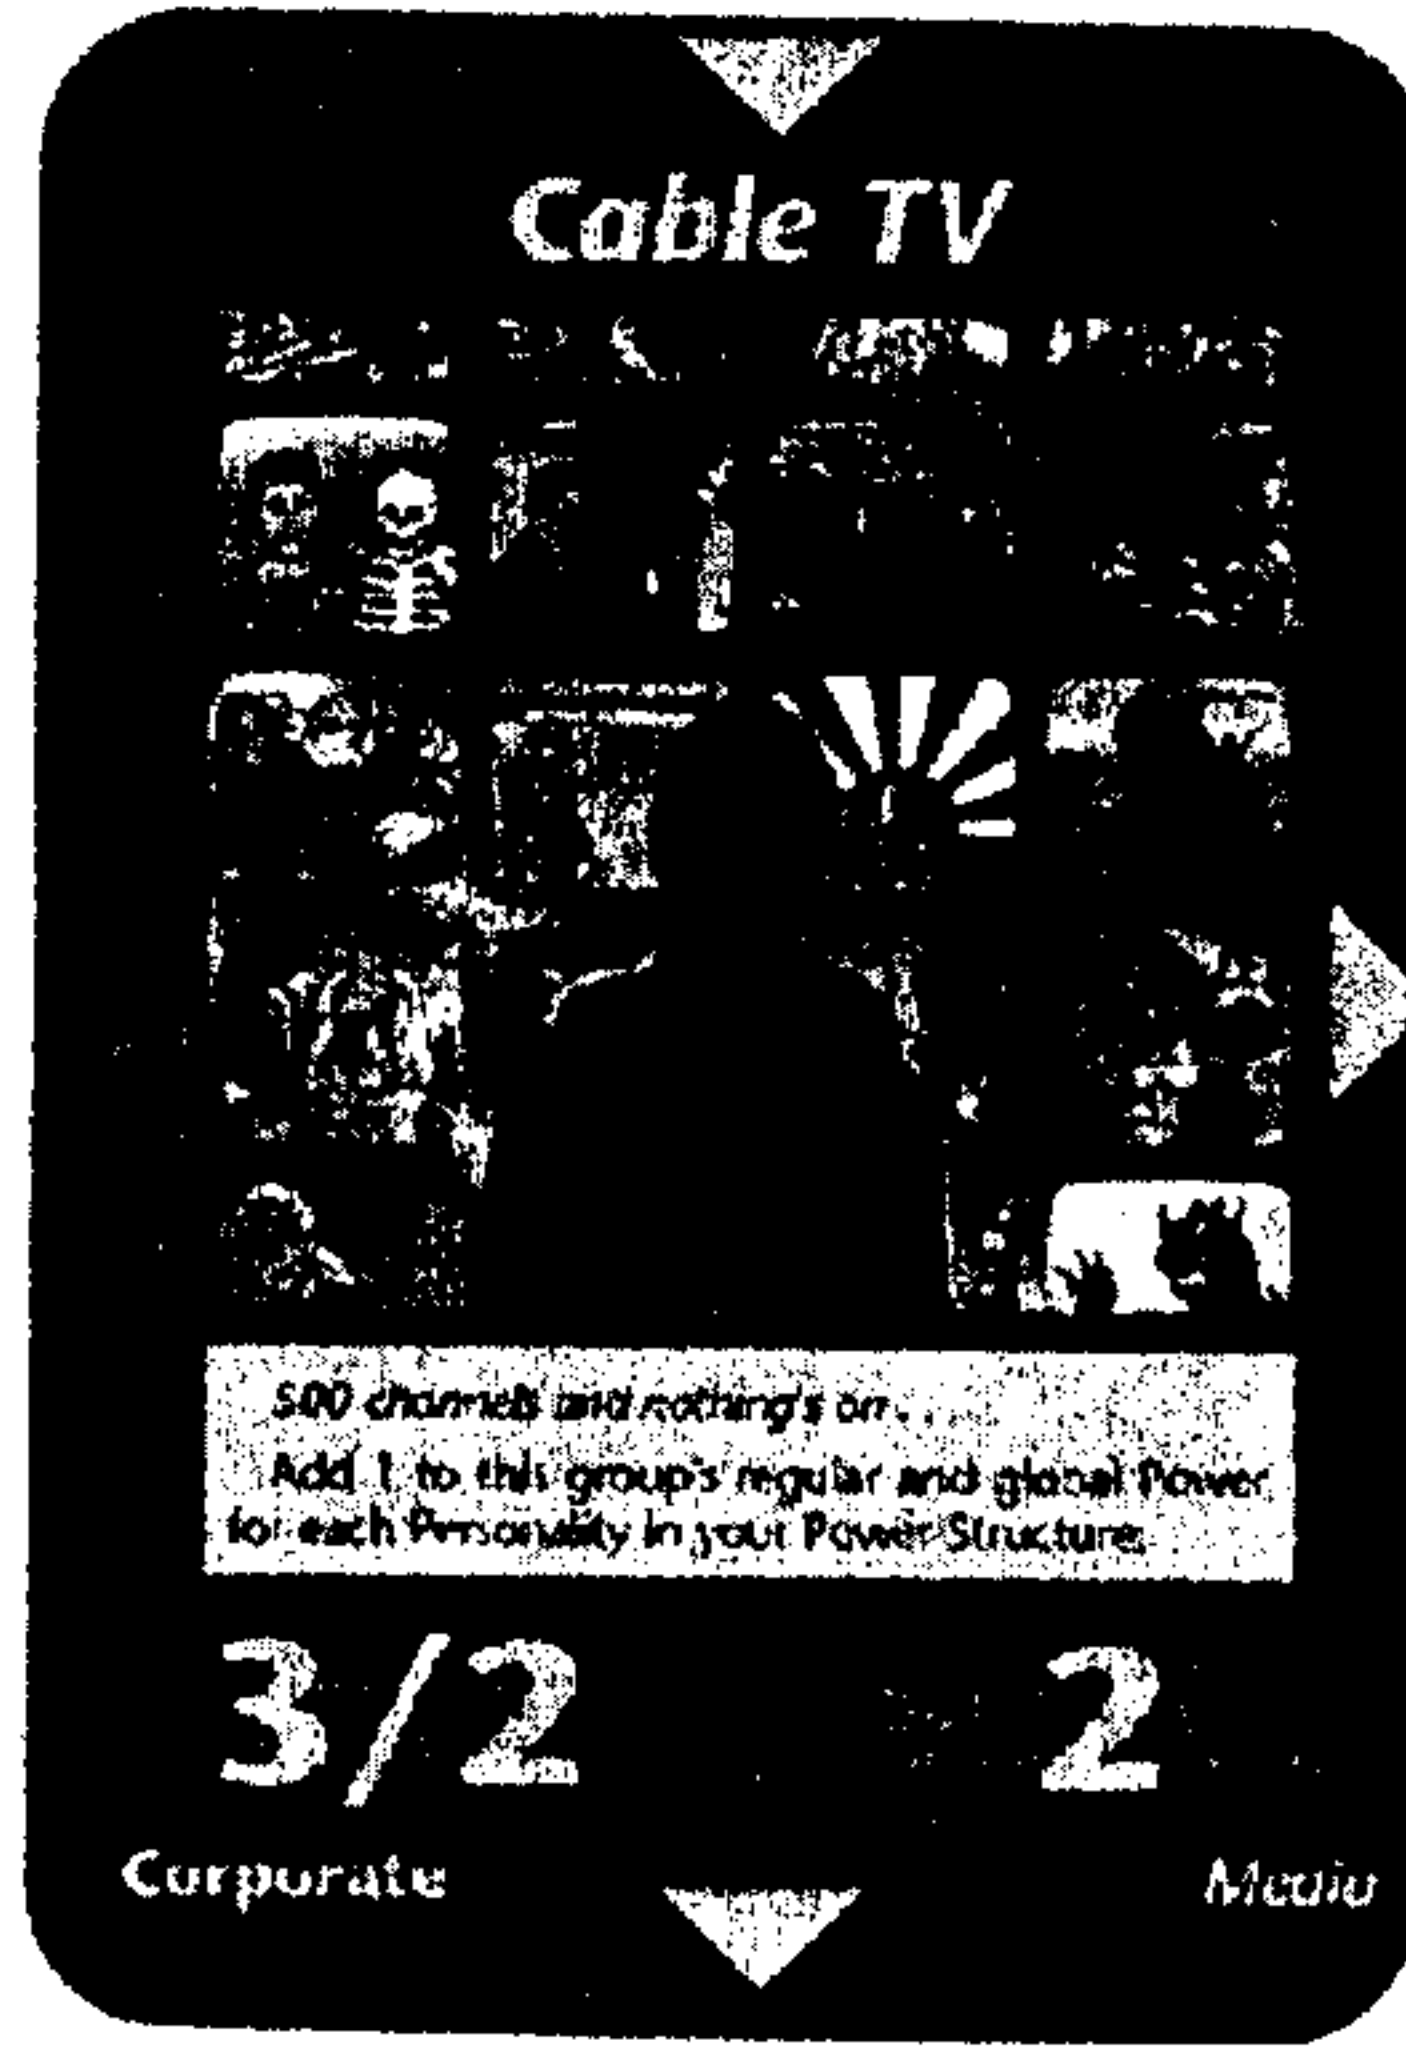 Cable TV
500 channels and nothing's on.
Add 1 to this group's regular and global Power
for each Personality in your Power Structure.
3/2 2
Corporate Media